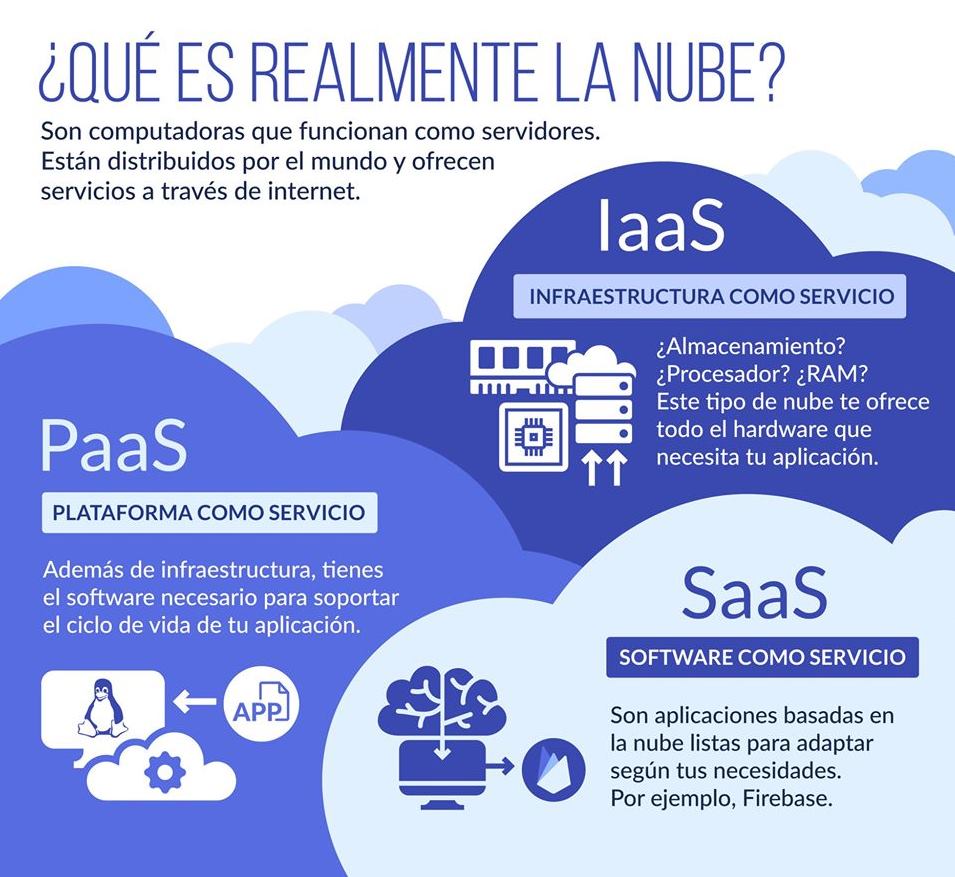 ¿QUÉ ES REALMENTE LA NUBE?
Son computadoras que funcionan como servidores.
Están distribuidos por el mundo y ofrecen
servicios a través de internet.
IaaS
INFRAESTRUCTURA COMO SERVICIO
¿Almacenamiento?
¿Procesador? ¿RAM?
Este tipo de nube te ofrece
todo el hardware que
necesita tu aplicación.
PaaS
PLATAFORMA COMO SERVICIO
Además de infraestructura, tienes
el software necesario para soportar
el ciclo de vida de tu aplicación.
APP
SaaS
SOFTWARE COMO SERVICIO
Son aplicaciones basadas en
la nube listas para adaptar
según tus necesidades.
Por ejemplo, Firebase.